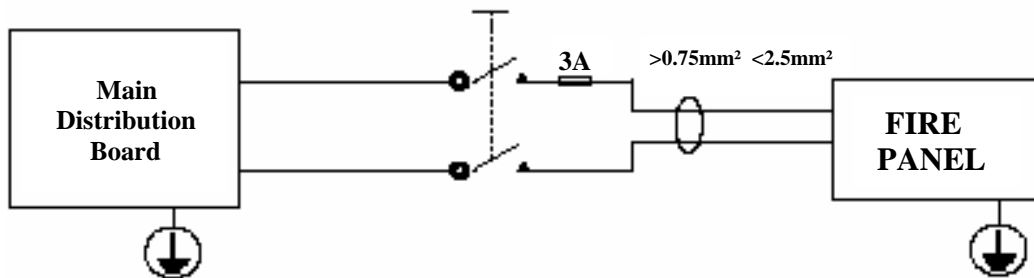 Main
Distribution
Board
3A
>0.75mm² <2.5mm²
FIRE
PANEL